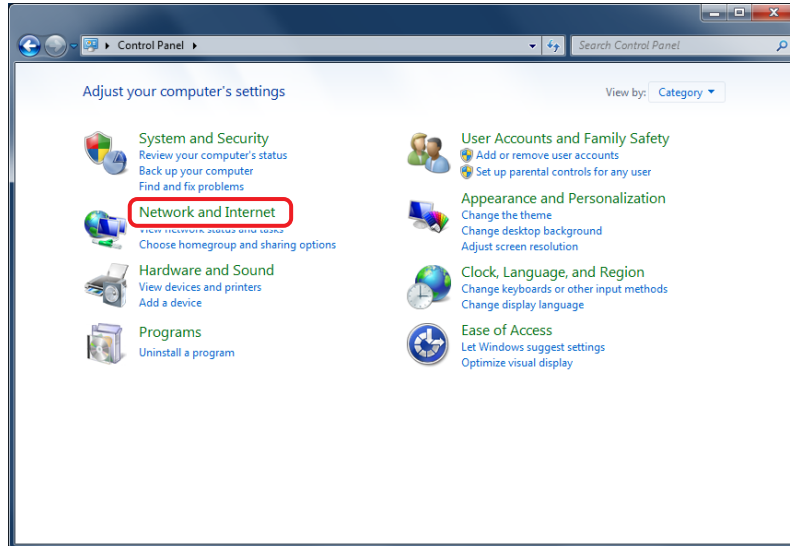 Control Panel
Search Control Panel
Adjust your computer's settings
View by: Category
System and Security
Review your computer's status
Back up your computer
Find and fix problems
Network and Internet
View network status and tasks
Choose homegroup and sharing options
Hardware and Sound
View devices and printers
Add a device
Programs
Uninstall a program
User Accounts and Family Safety
Add or remove user accounts
Set up parental controls for any user
Appearance and Personalization
Change the theme
Change desktop background
Adjust screen resolution
Clock, Language, and Region
Change keyboards or other input methods
Change display language
Ease of Access
Let Windows suggest settings
Optimize visual display